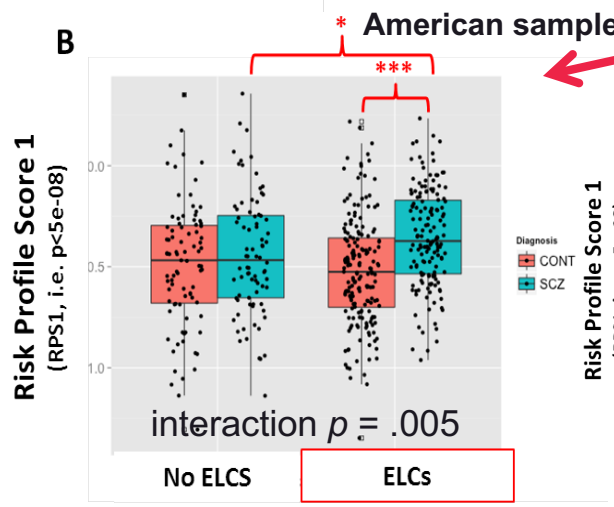 B
* American sample
***
Risk Profile Score 1
(RPS1, i.e. p<5e-08)
0.0
0.5
1.0
Diagnosis
CONT
SCZ
interaction p = .005
No ELCS
ELCs
Risk Profile Score 1